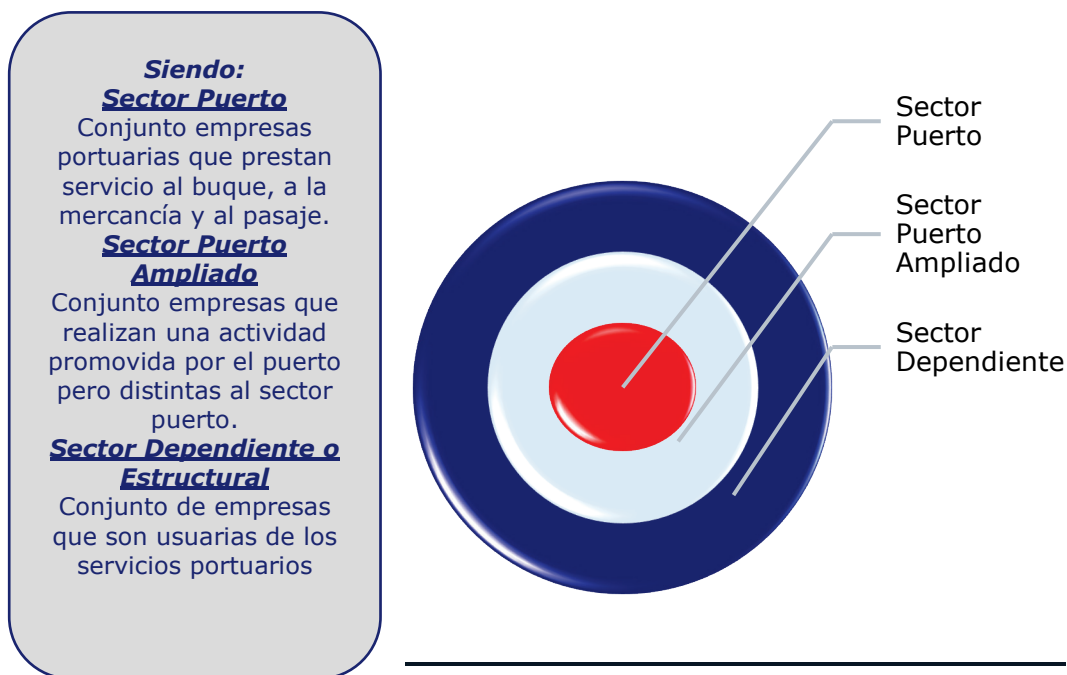 Siendo:
Sector Puerto
Conjunto empresas
portuarias que prestan
servicio al buque, a la
mercancía y al pasaje.
Sector Puerto
Ampliado
Conjunto empresas que
realizan una actividad
promovida por el puerto
pero distintas al sector
puerto.
Sector Dependiente o
Estructural
Conjunto de empresas
que son usuarias de los
servicios portuarios
Sector
Puerto
Sector
Puerto
Ampliado
Sector
Dependiente